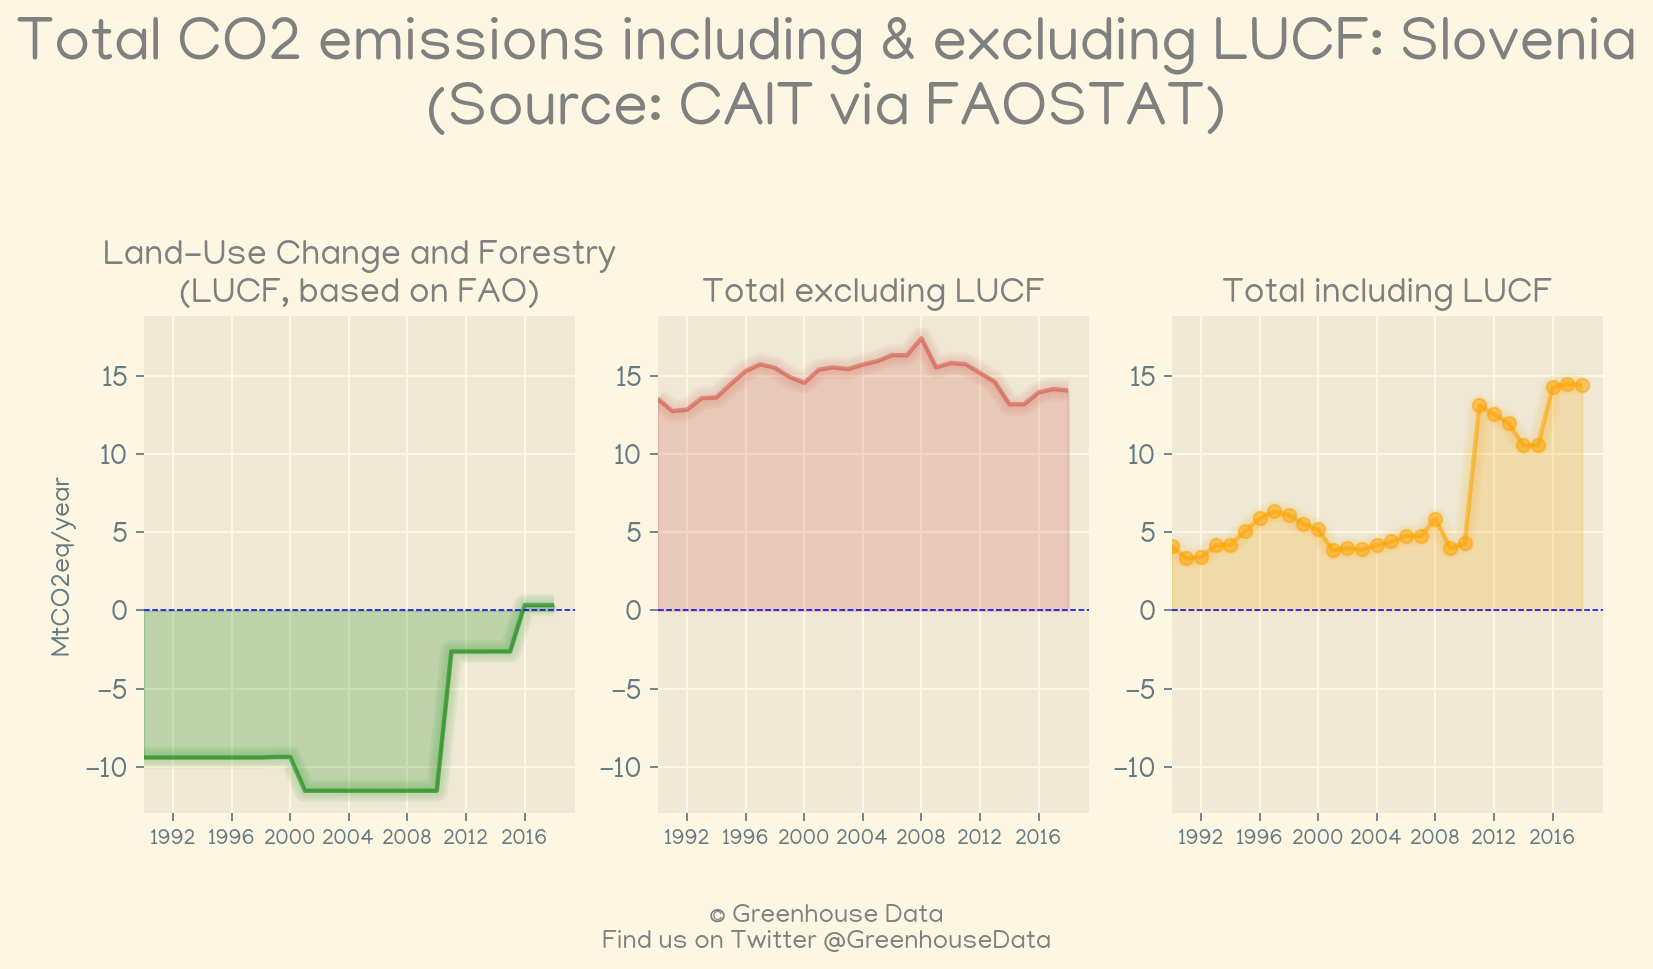 Total CO2 emissions including & excluding LUCF: Slovenia
(Source: CAIT via FAOSTAT)
Land-Use Change and Forestry
(LUCF, based on FAO)
MtCO2eq/year
15
10
5
0
−5
−10
1992 1996 2000 2004 2008 2012 2016
Total excluding LUCF
15
10
5
0
−5
−10
1992 1996 2000 2004 2008 2012 2016
Total including LUCF
15
10
5
0
−5
−10
1992 1996 2000 2004 2008 2012 2016
© Greenhouse Data
Find us on Twitter @GreenhouseData